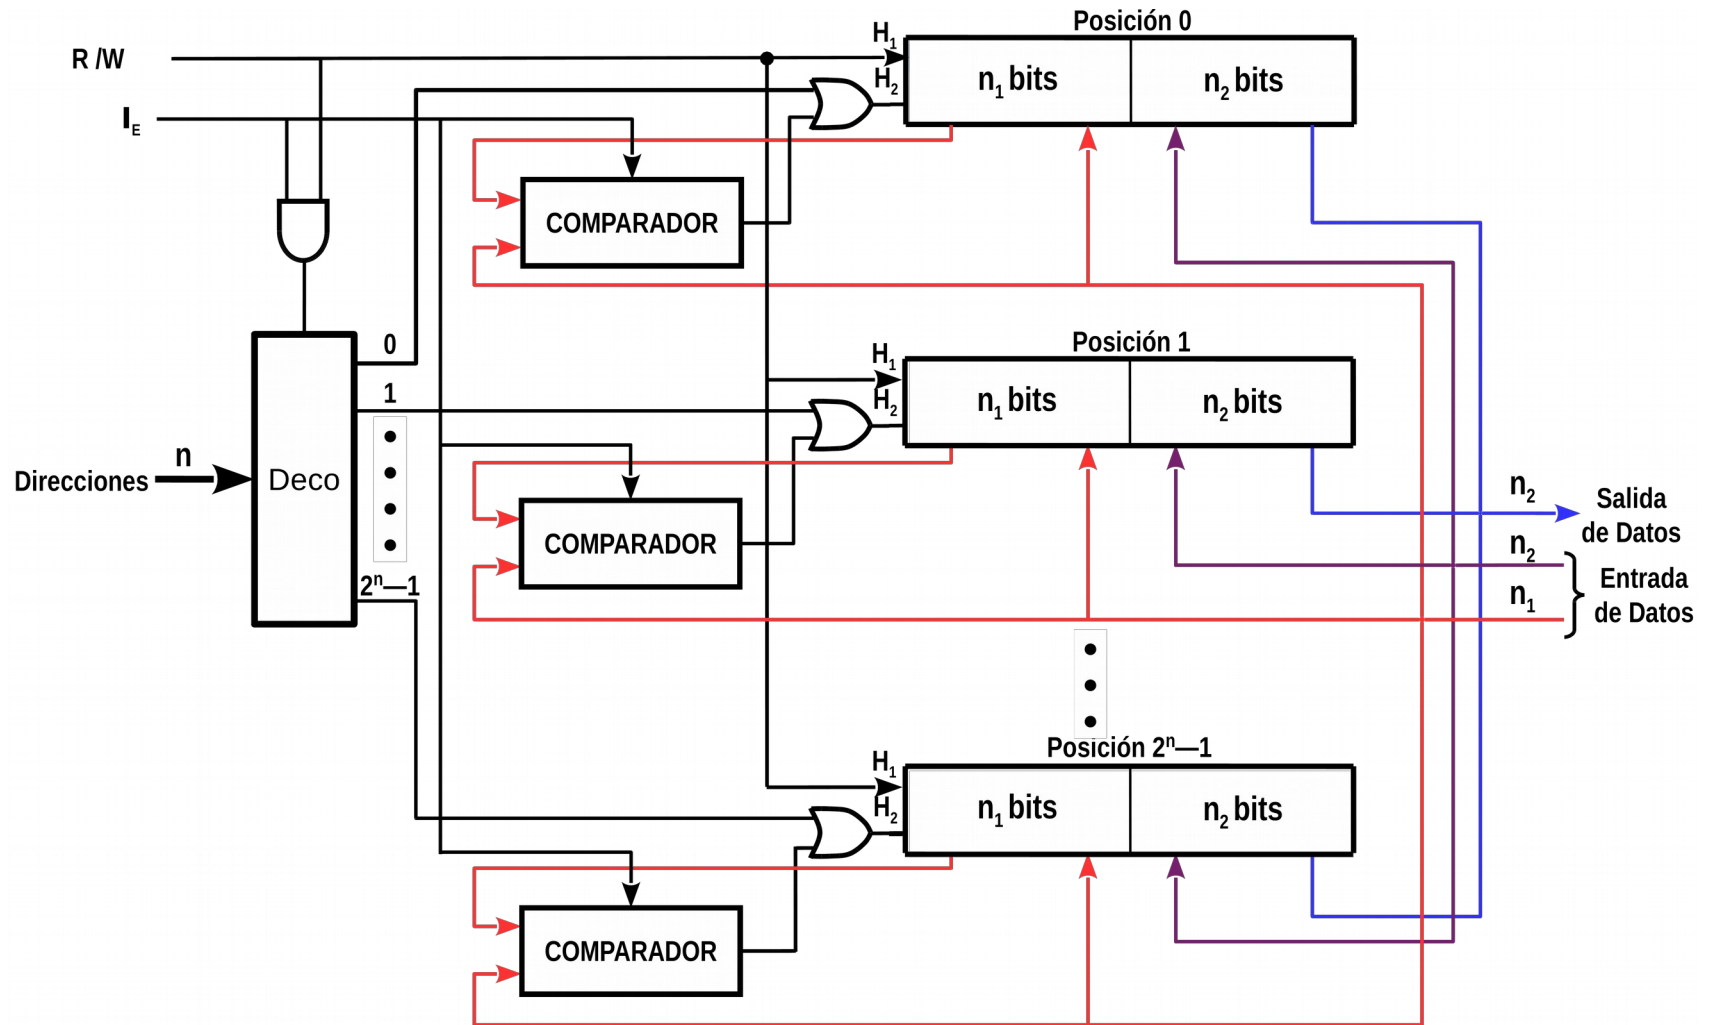 Posición 0
R /W
H1
n1 bits
n2 bits
H2
IE
COMPARADOR
Posición 1
0
H1
1
n1 bits
n2 bits
H2
n
Deco
Direcciones
n2
Salida
de Datos
COMPARADOR
n2
Entrada
de Datos
n1
2n—1
Posición 2n—1
H1
n1 bits
n2 bits
H2
COMPARADOR